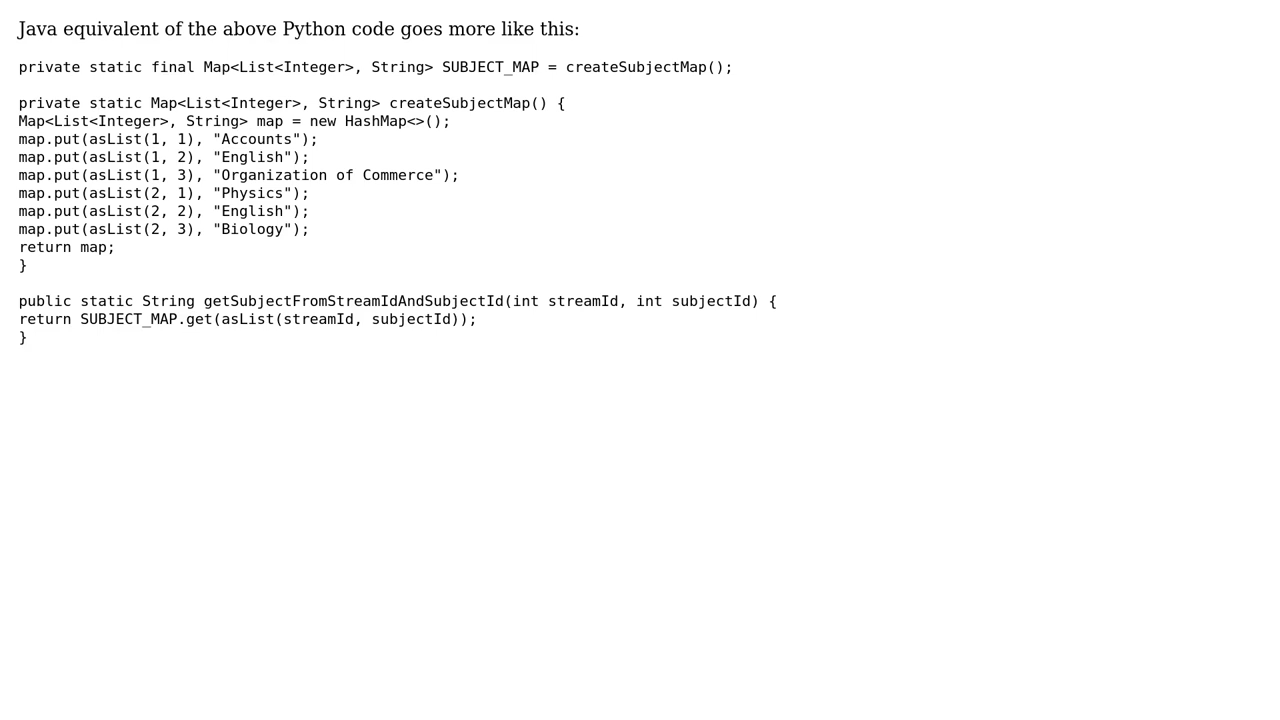 Java equivalent of the above Python code goes more like this:
private static final Map<List<Integer>, String> SUBJECT_MAP = createSubjectMap();
private static Map<List<Integer>, String> createSubjectMap() {
Map<List<Integer>, String> map = new HashMap<>();
map.put(asList(1, 1), "Accounts");
map.put(asList(1, 2), "English");
map.put(asList(1, 3), "Organization of Commerce");
map.put(asList(2, 1), "Physics");
map.put(asList(2, 2), "English");
map.put(asList(2, 3), "Biology");
return map;
}
public static String getSubjectFromStreamIdAndSubjectId(int streamId, int subjectId) {
return SUBJECT_MAP.get(asList(streamId, subjectId));
}